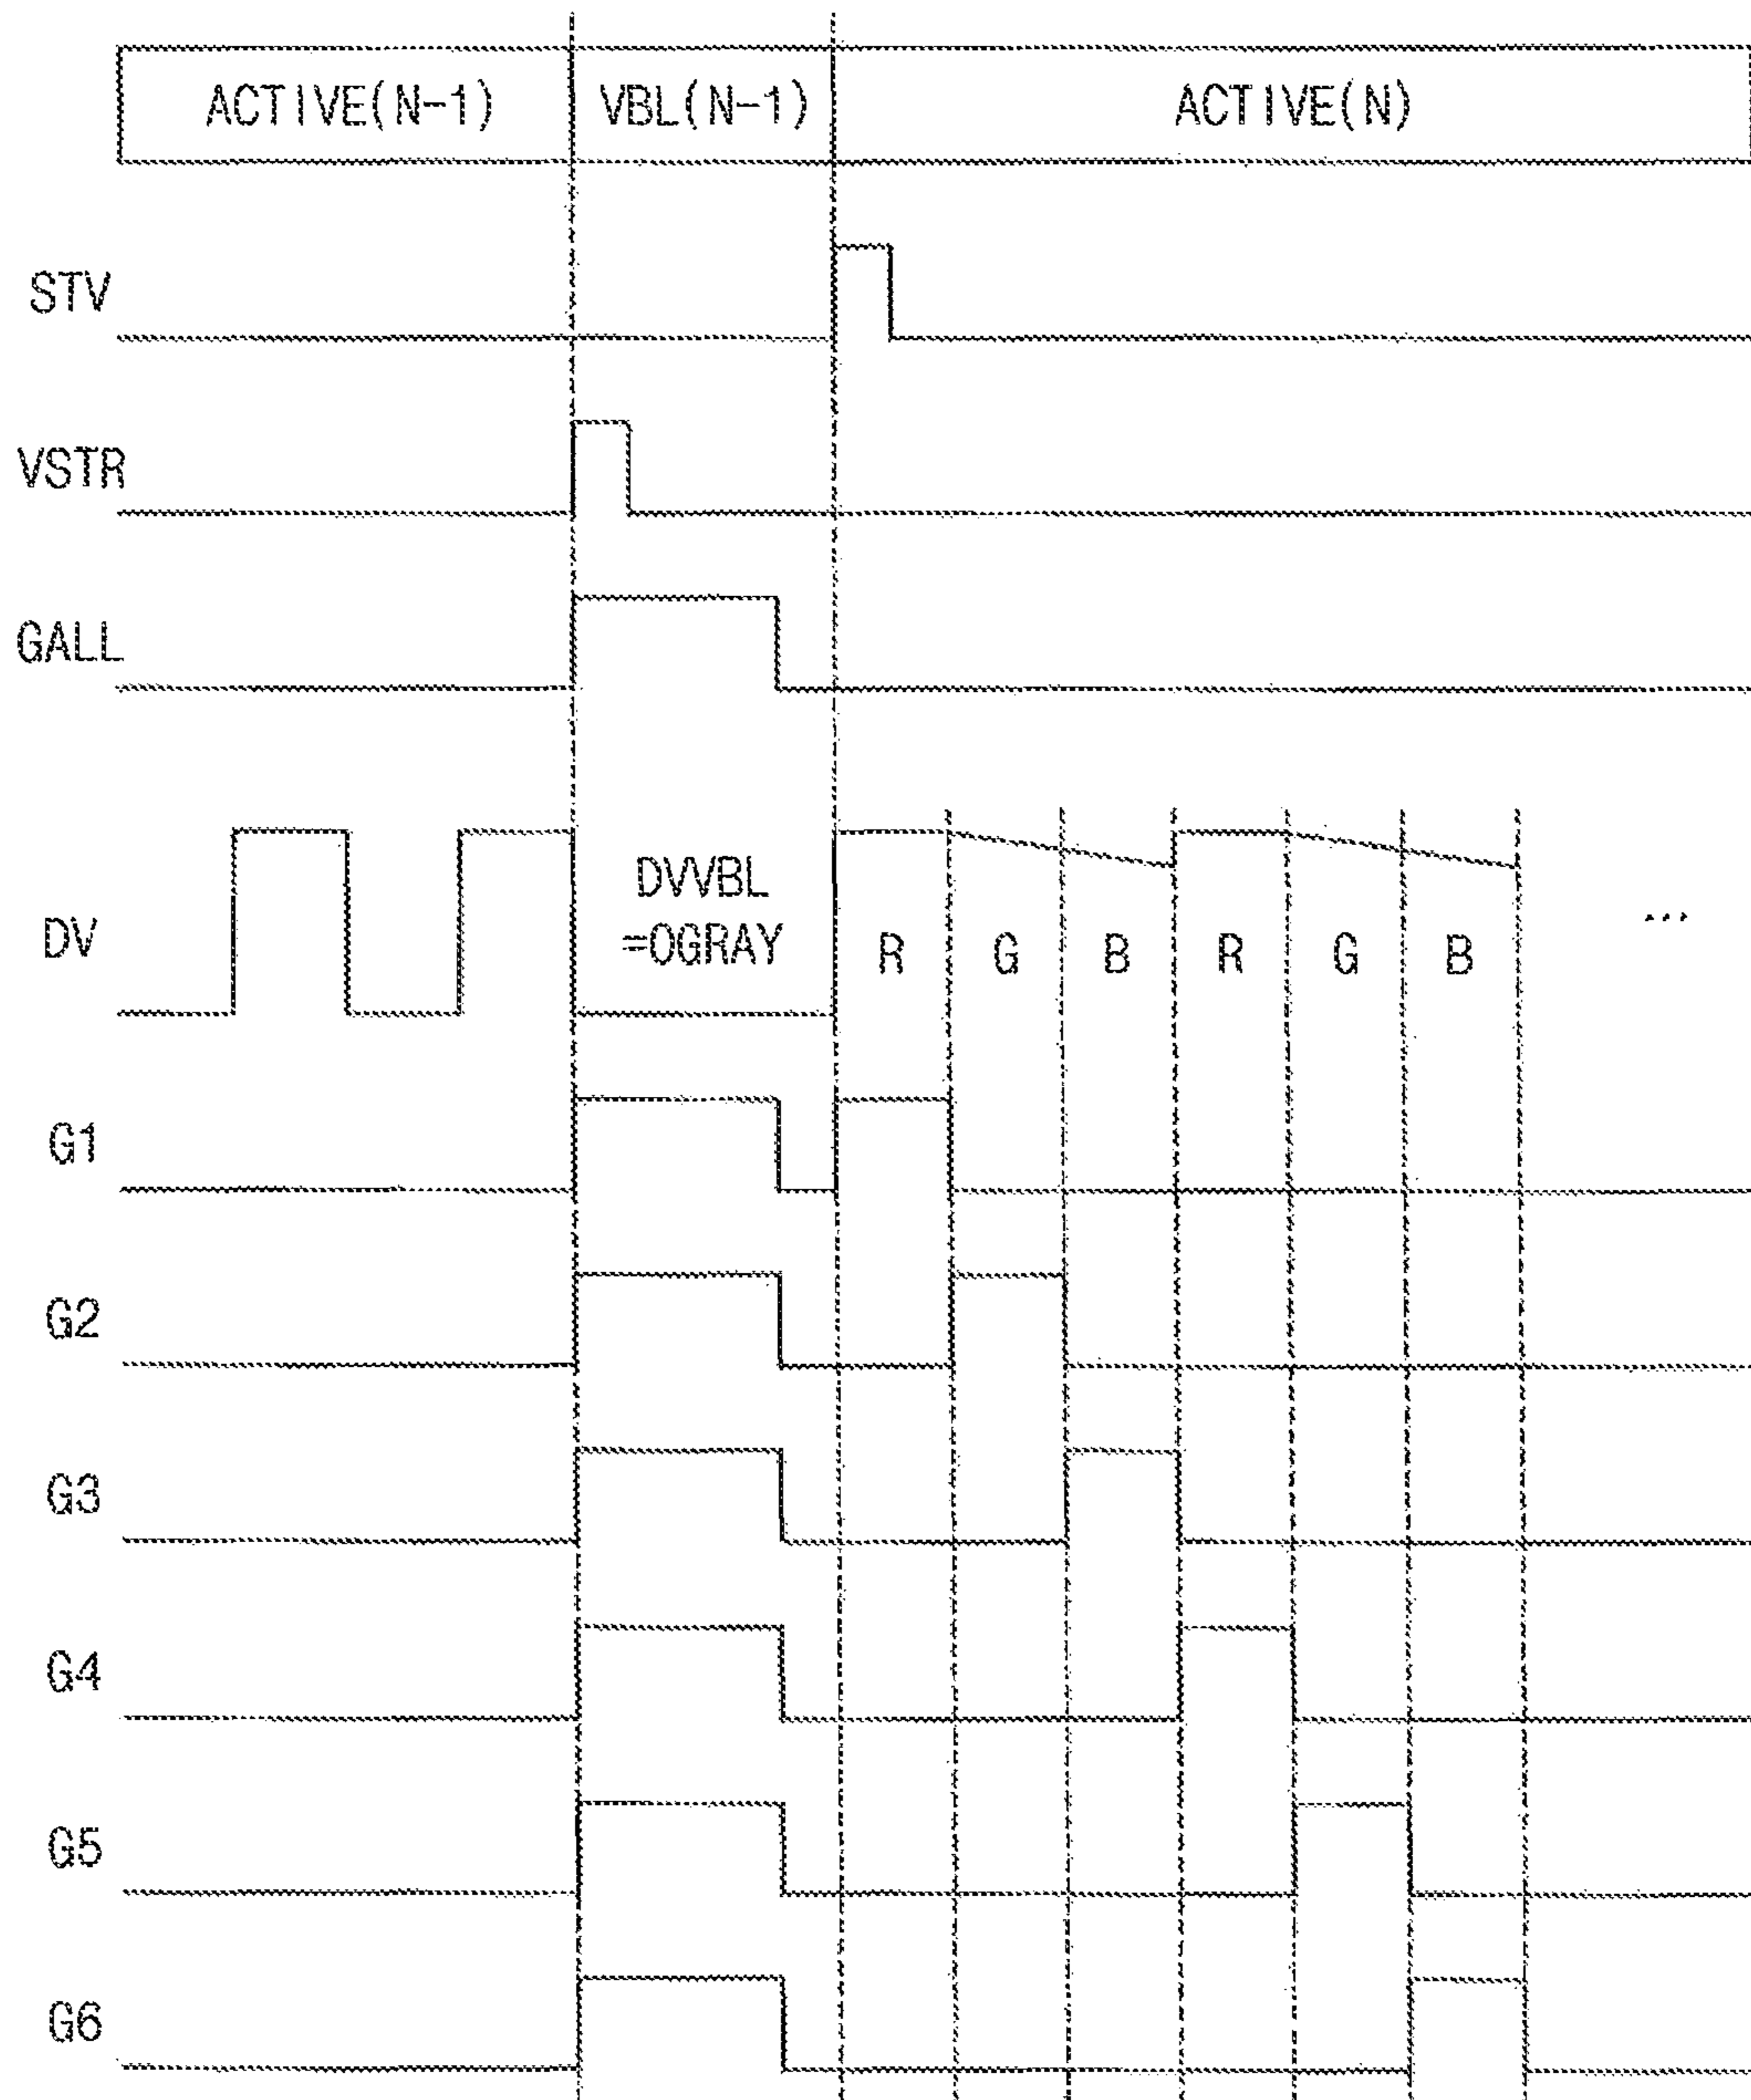 ACTIVE(N-1) VBL(N-1) ACTIVE(N)
STV
VSTR
GALL
DVVBL
=0GRAY
DV R G B R G B ...
G1
G2
G3
G4
G5
G6